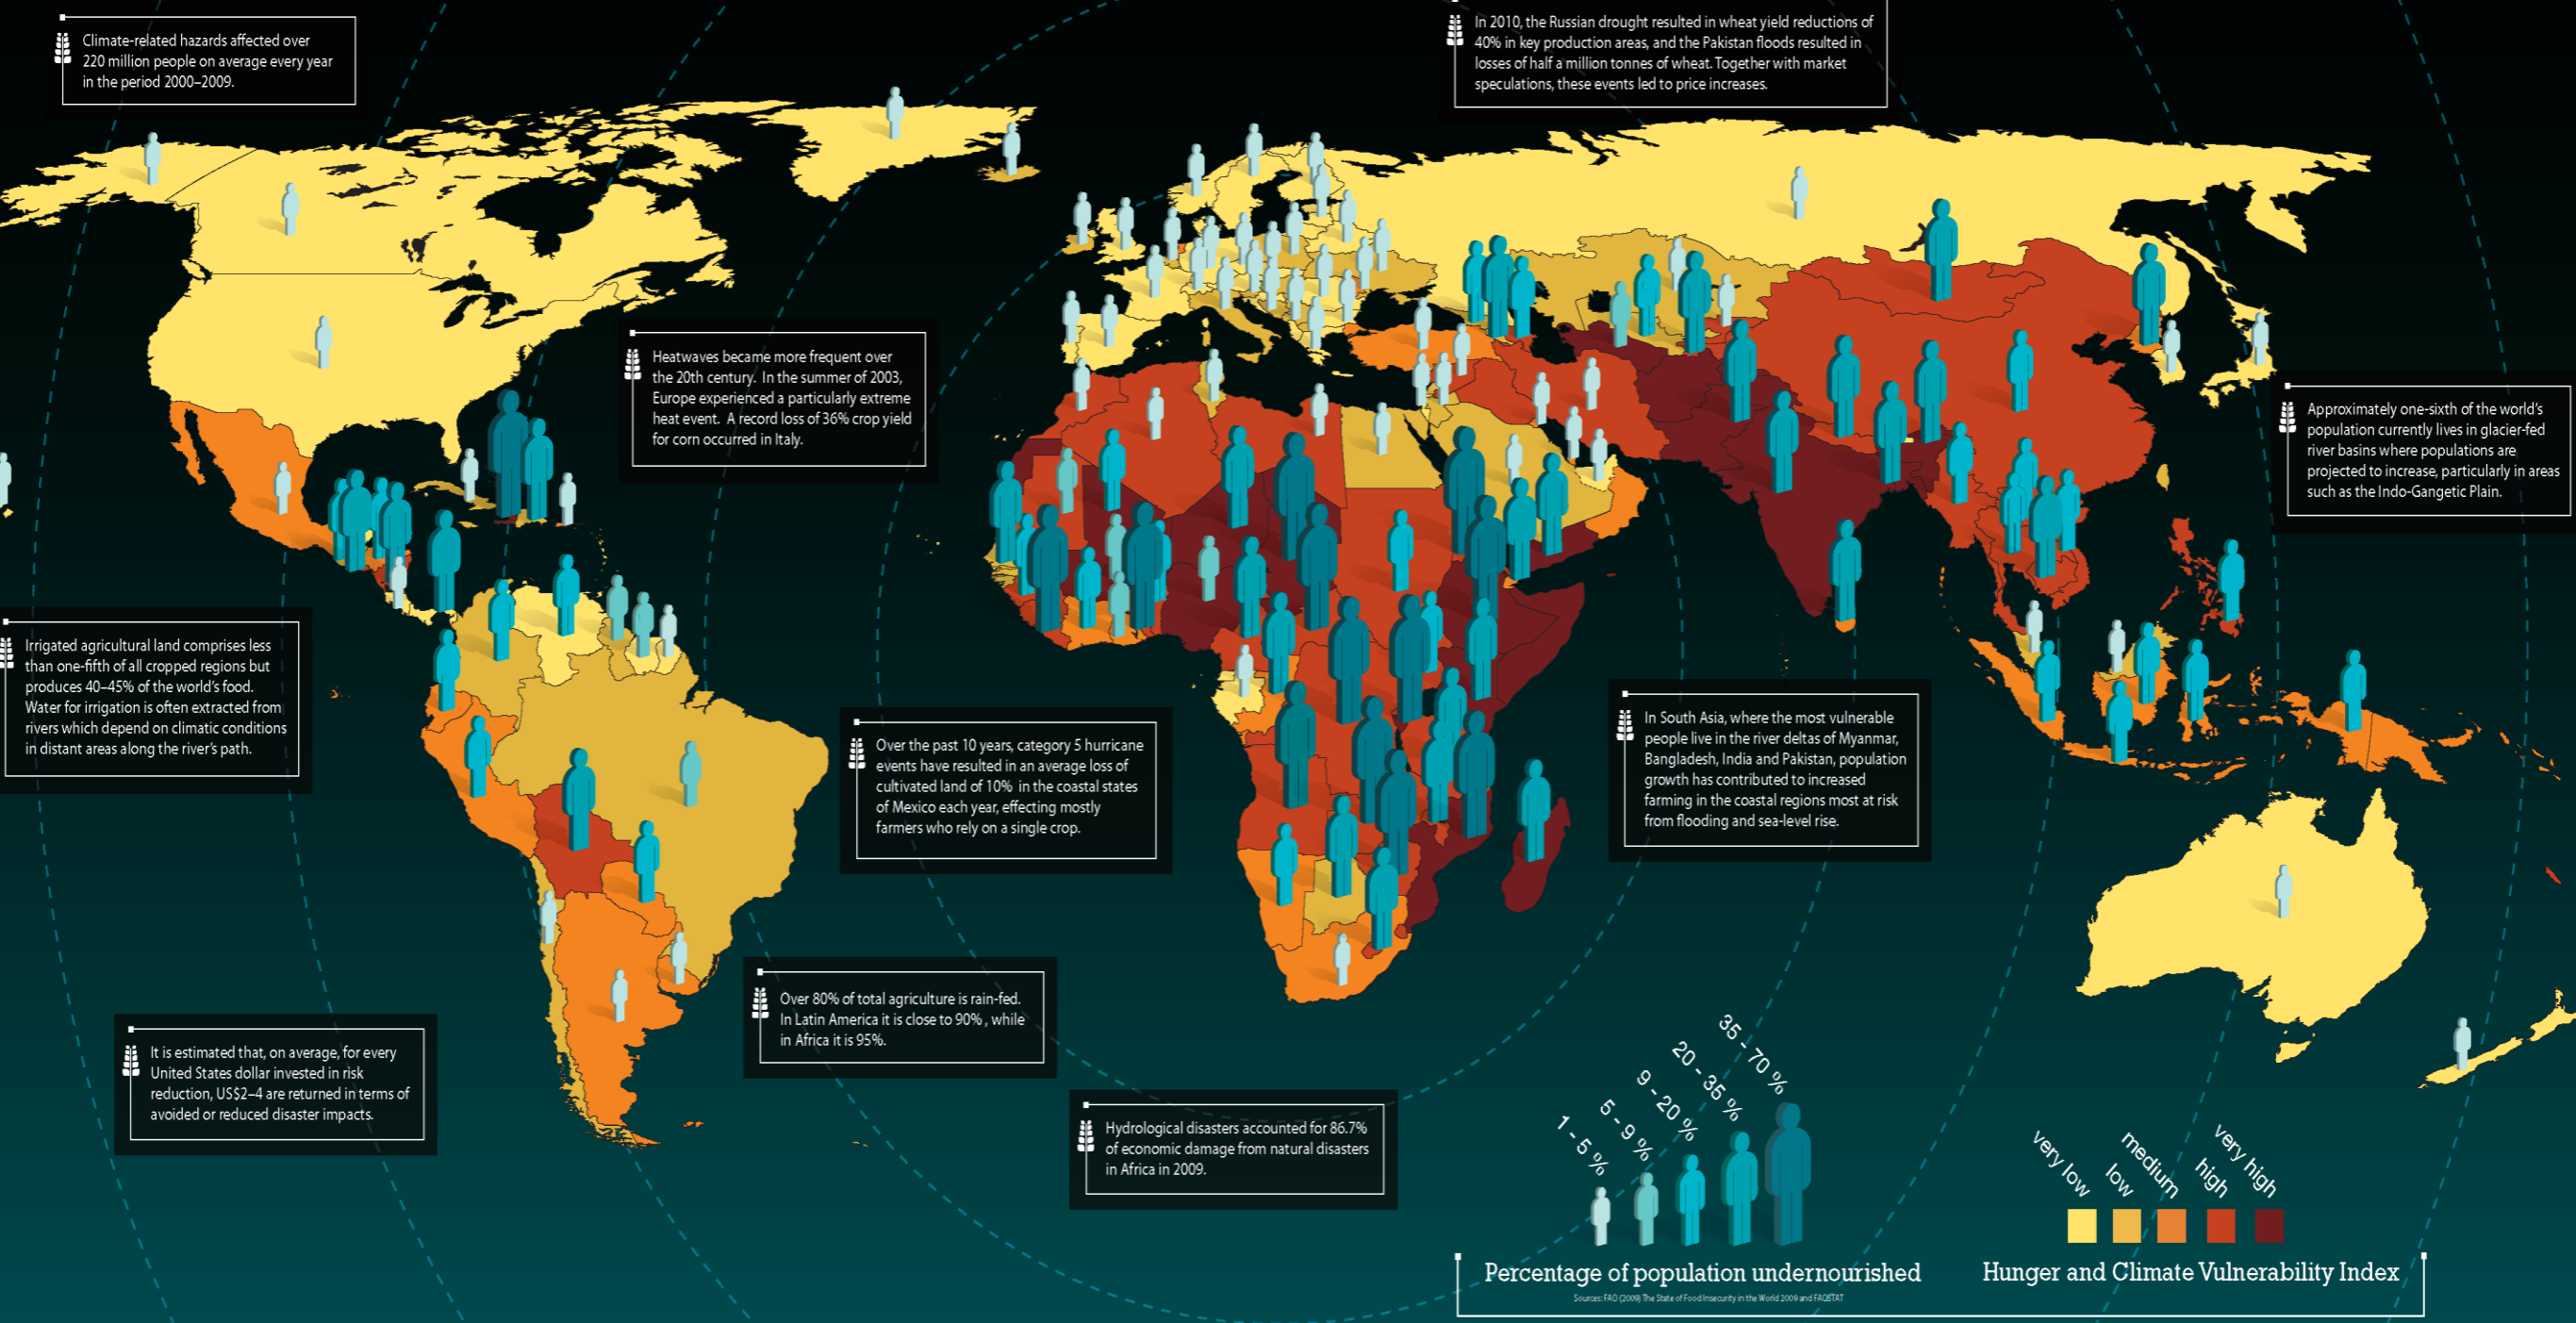 Climate-related hazards affected over
220 million people on average every year
in the period 2000–2009.
In 2010, the Russian drought resulted in wheat yield reductions of
40% in key production areas, and the Pakistan floods resulted in
losses of half a million tonnes of wheat. Together with market
speculations, these events led to price increases.
Heatwaves became more frequent over
the 20th century. In the summer of 2003,
Europe experienced a particularly extreme
heat event. A record loss of 36% crop yield
for corn occurred in Italy.
Approximately one-sixth of the world's
population currently lives in glacier-fed
river basins where populations are
projected to increase, particularly in areas
such as the Indo-Gangetic Plain.
Irrigated agricultural land comprises less
than one-fifth of all cropped regions but
produces 40–45% of the world's food.
Water for irrigation is often extracted from
rivers which depend on climatic conditions
in distant areas along the river's path.
Over the past 10 years, category 5 hurricane
events have resulted in an average loss of
cultivated land of 10% in the coastal states
of Mexico each year, effecting mostly
farmers who rely on a single crop.
In South Asia, where the most vulnerable
people live in the river deltas of Myanmar,
Bangladesh, India and Pakistan, population
growth has contributed to increased
farming in the coastal regions most at risk
from flooding and sea-level rise.
Over 80% of total agriculture is rain-fed.
In Latin America it is close to 90% , while
in Africa it is 95%.
It is estimated that, on average, for every
United States dollar invested in risk
reduction, US$2–4 are returned in terms of
avoided or reduced disaster impacts.
Hydrological disasters accounted for 86.7%
of economic damage from natural disasters
in Africa in 2009.
1 - 5 %
5 - 9 %
9 - 20 %
20 - 35 %
35 - 70 %
Percentage of population undernourished
Sources: FAO (2009) The State of Food Insecurity in the World 2009 and FAOSTAT
very low
low
medium
high
very high
Hunger and Climate Vulnerability Index